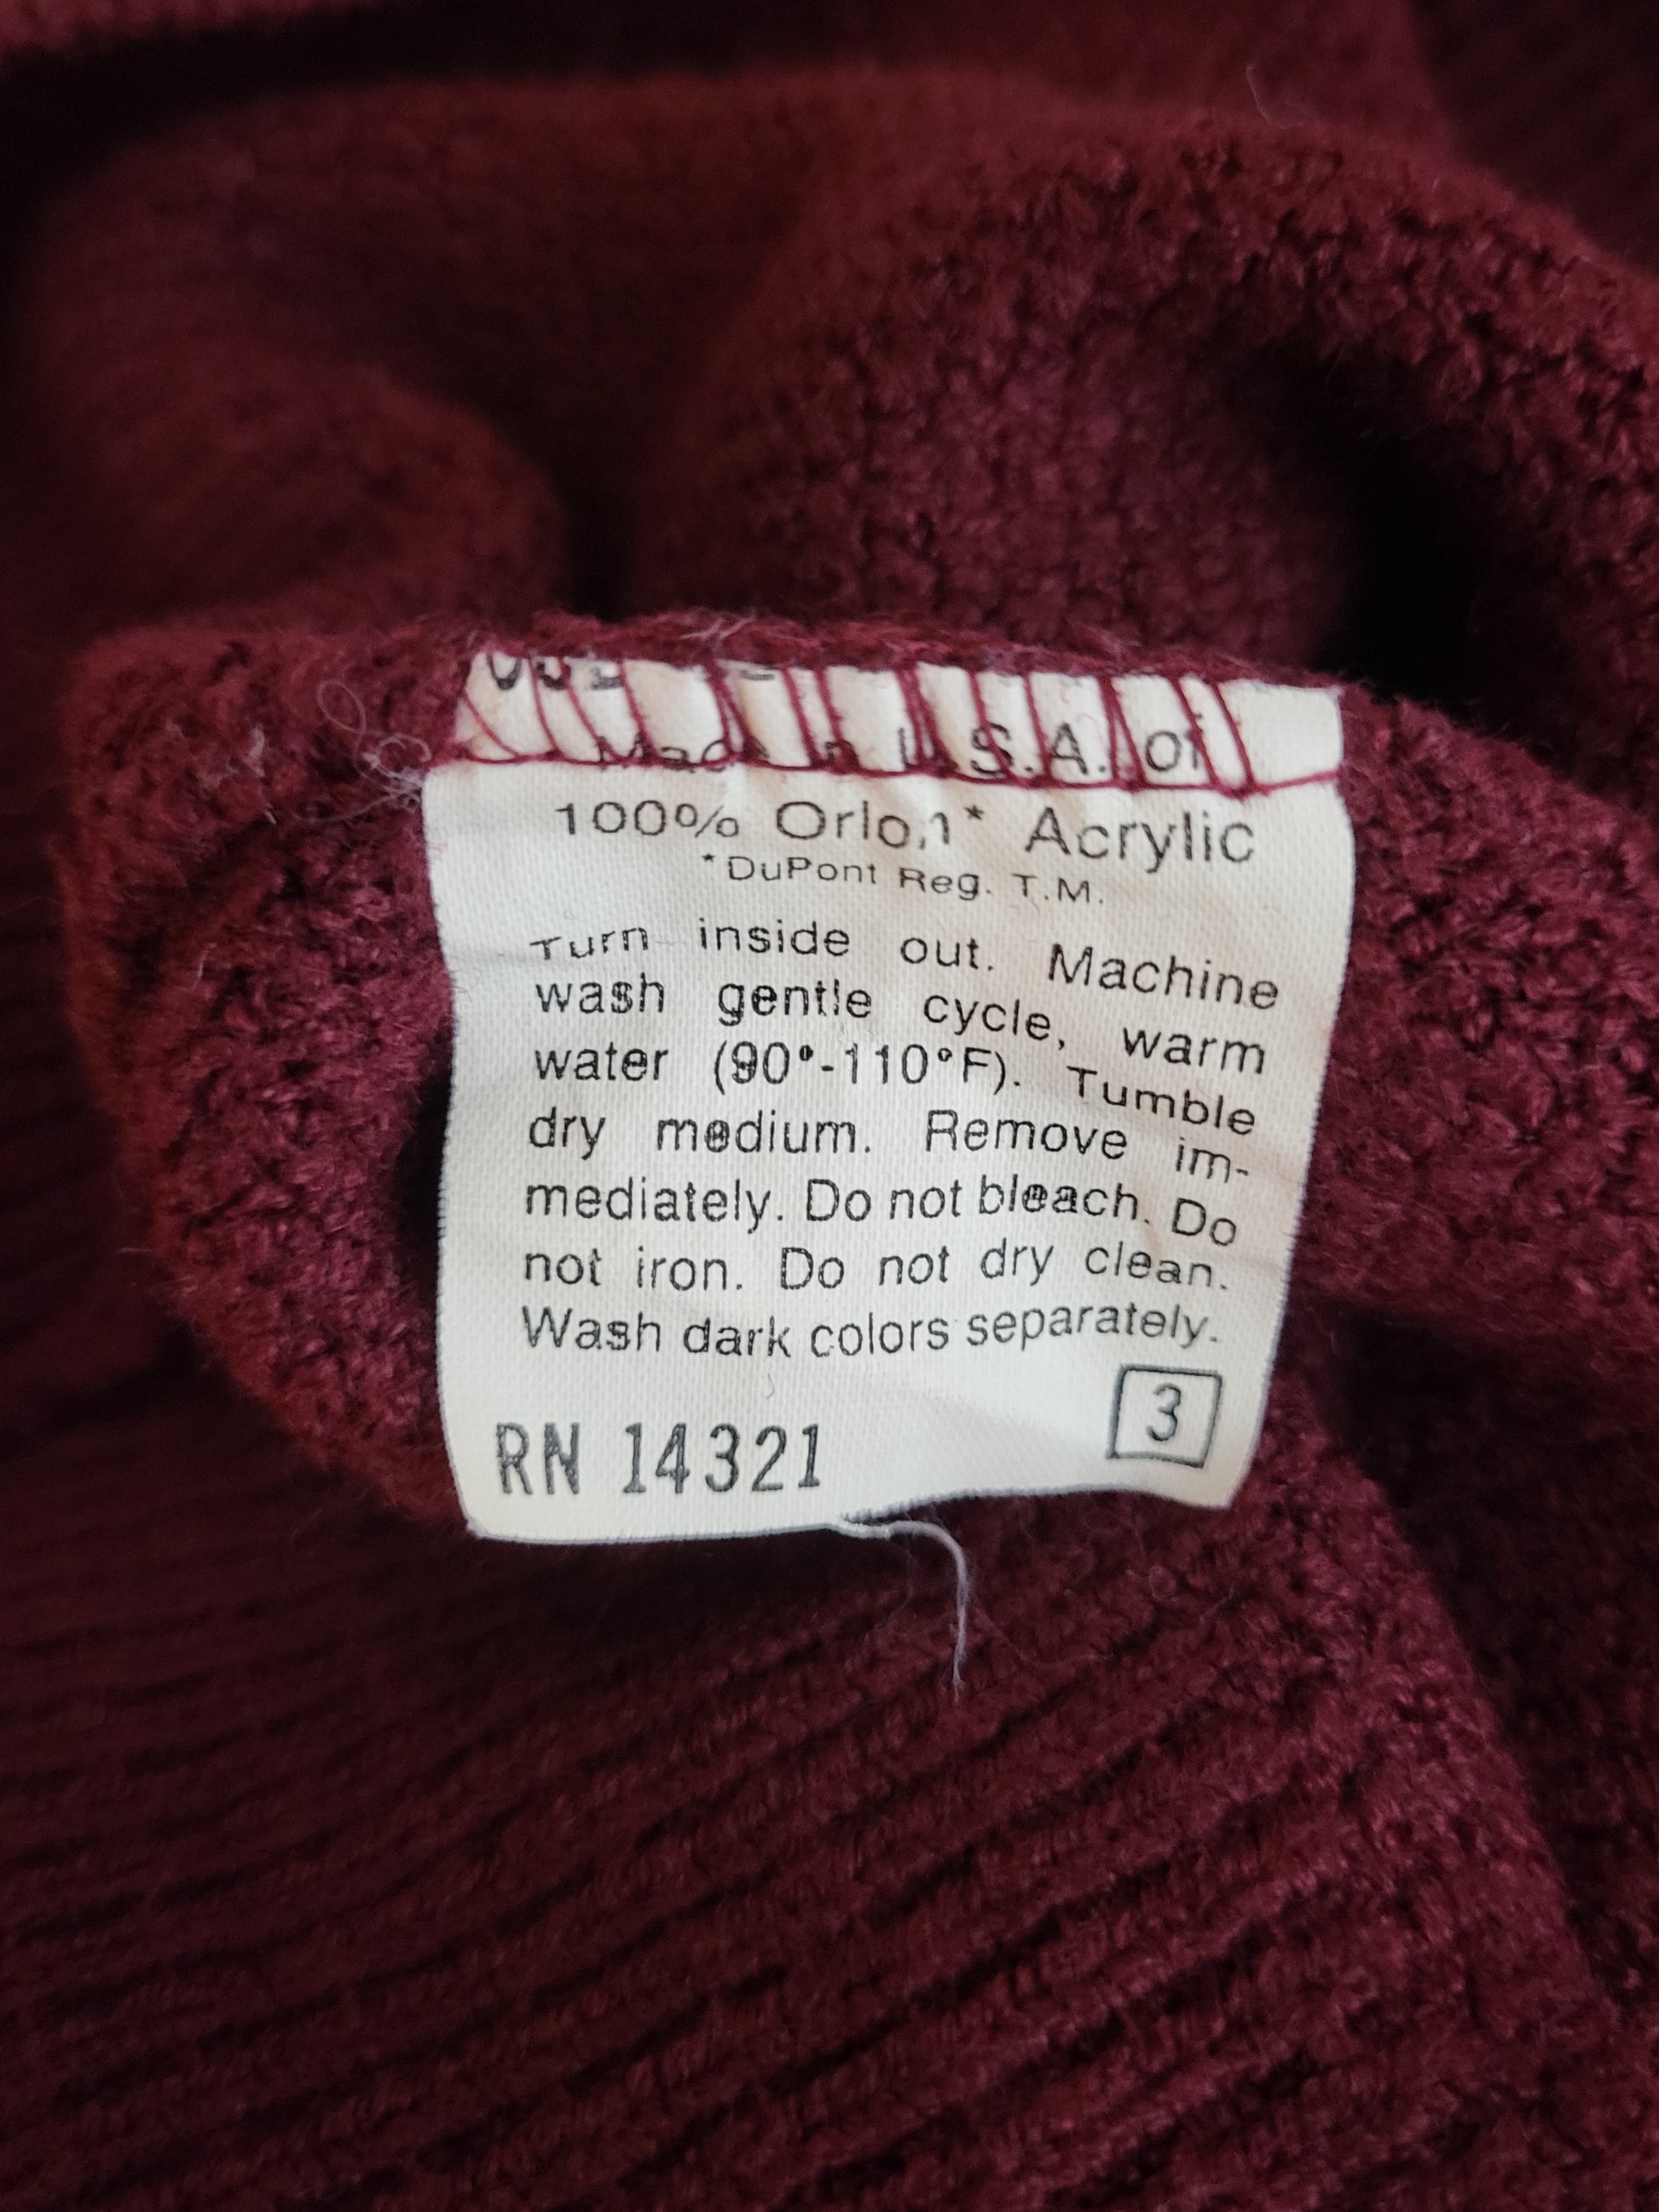 Made in U.S.A. of
100% Orlon* Acrylic
*DuPont Reg. T.M.
Turn inside out. Machine
wash gentle cycle, warm
water (90°-110°F). Tumble
dry medium. Remove im-
mediately. Do not bleach. Do
not iron. Do not dry clean.
Wash dark colors separately.
3
RN 14321